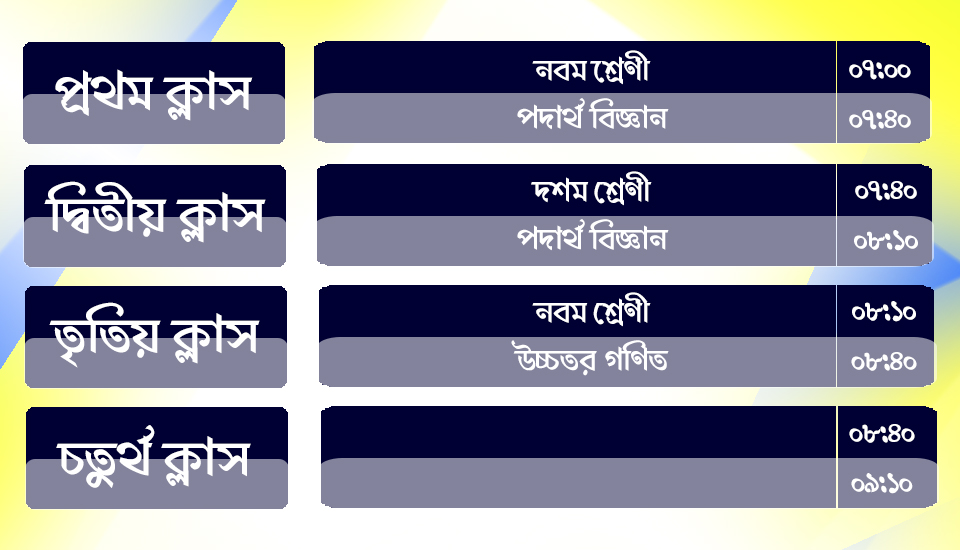 প্রথম ক্লাস
নবম শ্রেণী
০৭:০০
পদার্থ বিজ্ঞান
০৭:৪০
দ্বিতীয় ক্লাস
দশম শ্রেণী
০৭:৪০
পদার্থ বিজ্ঞান
০৮:১০
তৃতিয় ক্লাস
নবম শ্রেণী
০৮:১০
উচ্চতর গণিত
০৮:৪০
চতুর্থ ক্লাস
০৮:৪০
০৯:১০